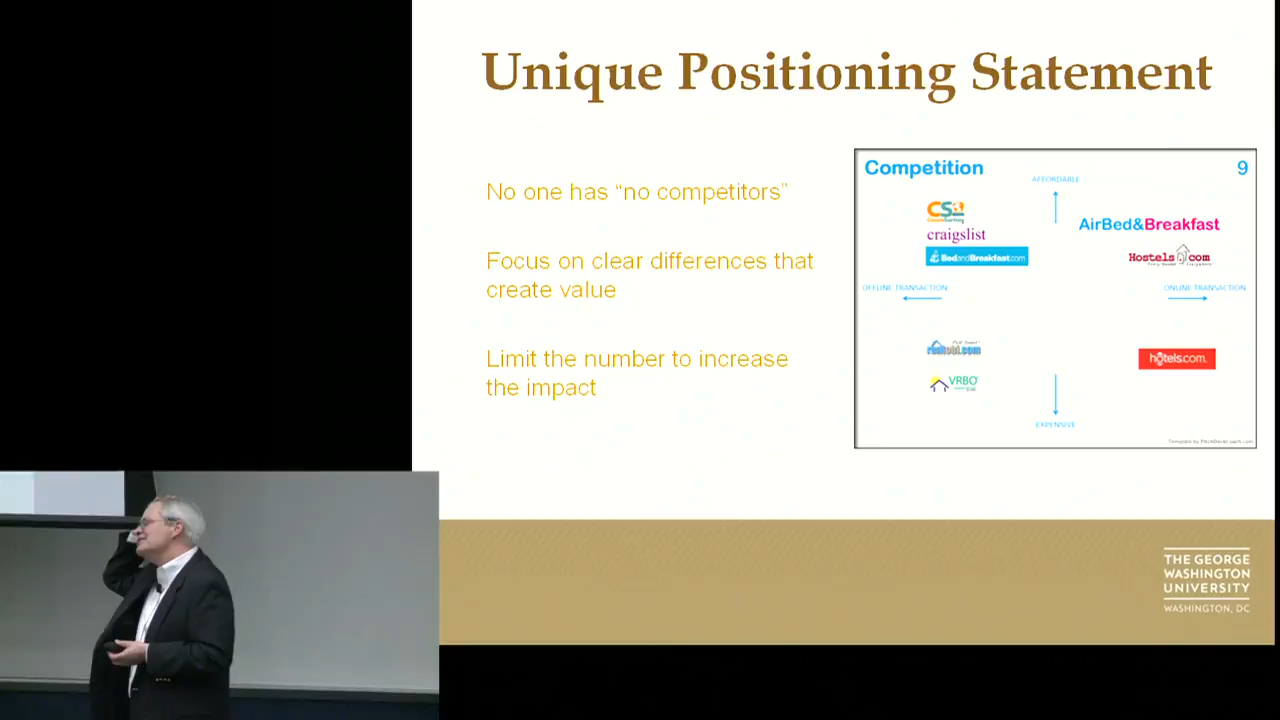 Unique Positioning Statement
No one has “no competitors”
Focus on clear differences that
create value
Limit the number to increase
the impact
Competition
9
AFFORDABLE
CS
craigslist
BedandBreakfast.com
AirBed&Breakfast
Hostels.com
OFFLINE TRANSACTION
ONLINE TRANSACTION
rentobi.com
VRBO
hotels.com
EXPENSIVE
THE GEORGE
WASHINGTON
UNIVERSITY
WASHINGTON, DC